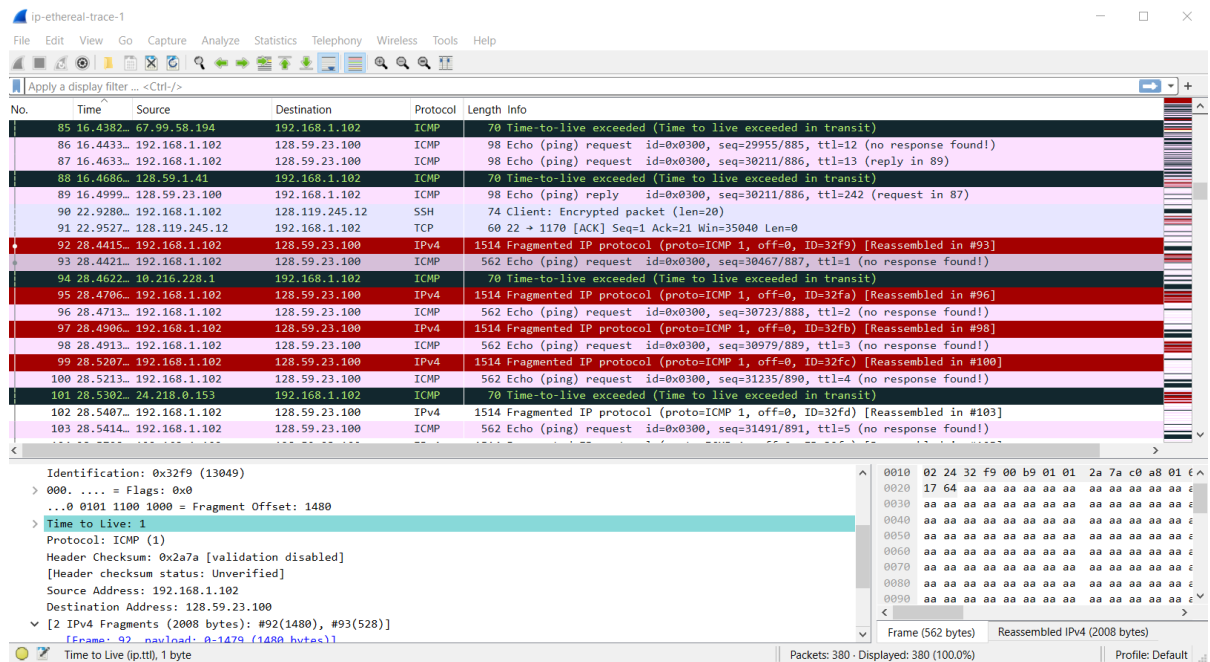 ip-ethereal-trace-1
File Edit View Go Capture Analyze Statistics Telephony Wireless Tools Help
Apply a display filter ... <Ctrl-/>
No. Time Source Destination Protocol Length Info
85 16.4382… 67.99.58.194 192.168.1.102 ICMP 70 Time-to-live exceeded (Time to live exceeded in transit)
86 16.4433… 192.168.1.102 128.59.23.100 ICMP 98 Echo (ping) request id=0x0300, seq=29955/885, ttl=12 (no response found!)
87 16.4633… 192.168.1.102 128.59.23.100 ICMP 98 Echo (ping) request id=0x0300, seq=30211/886, ttl=13 (reply in 89)
88 16.4686… 128.59.1.41 192.168.1.102 ICMP 70 Time-to-live exceeded (Time to live exceeded in transit)
89 16.4999… 128.59.23.100 192.168.1.102 ICMP 98 Echo (ping) reply id=0x0300, seq=30211/886, ttl=242 (request in 87)
90 22.9280… 192.168.1.102 128.119.245.12 SSH 74 Client: Encrypted packet (len=20)
91 22.9527… 128.119.245.12 192.168.1.102 TCP 60 22 → 1170 [ACK] Seq=1 Ack=21 Win=35040 Len=0
92 28.4415… 192.168.1.102 128.59.23.100 IPv4 1514 Fragmented IP protocol (proto=ICMP 1, off=0, ID=32f9) [Reassembled in #93]
93 28.4421… 192.168.1.102 128.59.23.100 ICMP 562 Echo (ping) request id=0x0300, seq=30467/887, ttl=1 (no response found!)
94 28.4622… 10.216.228.1 192.168.1.102 ICMP 70 Time-to-live exceeded (Time to live exceeded in transit)
95 28.4706… 192.168.1.102 128.59.23.100 IPv4 1514 Fragmented IP protocol (proto=ICMP 1, off=0, ID=32fa) [Reassembled in #96]
96 28.4713… 192.168.1.102 128.59.23.100 ICMP 562 Echo (ping) request id=0x0300, seq=30723/888, ttl=2 (no response found!)
97 28.4906… 192.168.1.102 128.59.23.100 IPv4 1514 Fragmented IP protocol (proto=ICMP 1, off=0, ID=32fb) [Reassembled in #98]
98 28.4913… 192.168.1.102 128.59.23.100 ICMP 562 Echo (ping) request id=0x0300, seq=30979/889, ttl=3 (no response found!)
99 28.5207… 192.168.1.102 128.59.23.100 IPv4 1514 Fragmented IP protocol (proto=ICMP 1, off=0, ID=32fc) [Reassembled in #100]
100 28.5213… 192.168.1.102 128.59.23.100 ICMP 562 Echo (ping) request id=0x0300, seq=31235/890, ttl=4 (no response found!)
101 28.5302… 24.218.0.153 192.168.1.102 ICMP 70 Time-to-live exceeded (Time to live exceeded in transit)
102 28.5407… 192.168.1.102 128.59.23.100 IPv4 1514 Fragmented IP protocol (proto=ICMP 1, off=0, ID=32fd) [Reassembled in #103]
103 28.5414… 192.168.1.102 128.59.23.100 ICMP 562 Echo (ping) request id=0x0300, seq=31491/891, ttl=5 (no response found!)
Identification: 0x32f9 (13049)
000. .... = Flags: 0x0
...0 0101 1100 1000 = Fragment Offset: 1480
Time to Live: 1
Protocol: ICMP (1)
Header Checksum: 0x2a7a [validation disabled]
[Header checksum status: Unverified]
Source Address: 192.168.1.102
Destination Address: 128.59.23.100
[2 IPv4 Fragments (2008 bytes): #92(1480), #93(528)]
[Frame: 92, payload: 0-1479 (1480 bytes)]
0010 02 24 32 f9 00 b9 01 01 2a 7a c0 a8 01
0020 17 64 aa aa aa aa aa aa aa aa aa aa aa
0030 aa aa aa aa aa aa aa aa aa aa aa aa aa
0040 aa aa aa aa aa aa aa aa aa aa aa aa aa
0050 aa aa aa aa aa aa aa aa aa aa aa aa aa
0060 aa aa aa aa aa aa aa aa aa aa aa aa aa
0070 aa aa aa aa aa aa aa aa aa aa aa aa aa
0080 aa aa aa aa aa aa aa aa aa aa aa aa aa
0090 aa aa aa aa aa aa aa aa aa aa aa aa aa
Frame (562 bytes) Reassembled IPv4 (2008 bytes)
Time to Live (ip.ttl), 1 byte
Packets: 380 · Displayed: 380 (100.0%)
Profile: Default